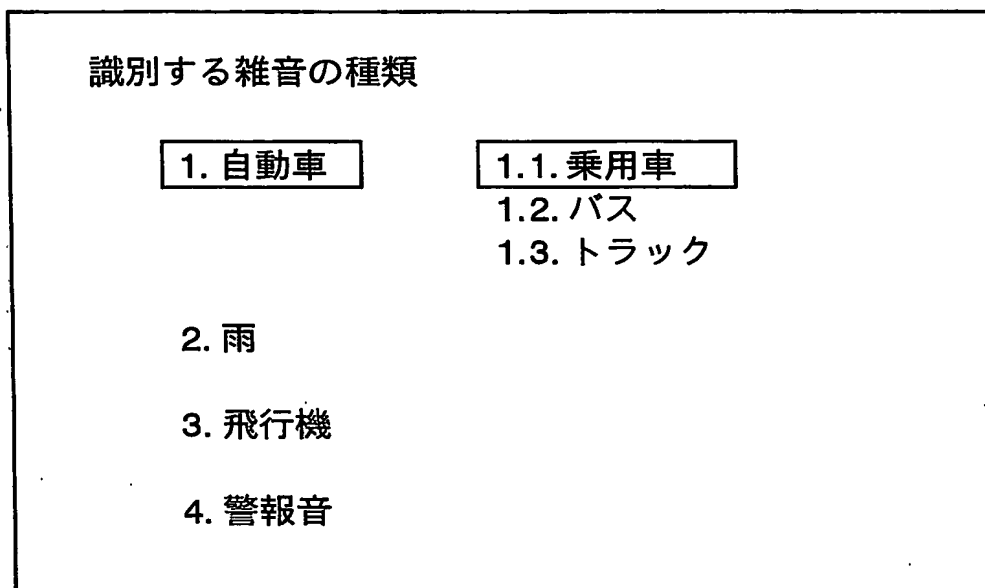 識別する雑音の種類
1. 自動車
1.1. 乗用車
1.2. バス
1.3. トラック
2. 雨
3. 飛行機
4. 警報音